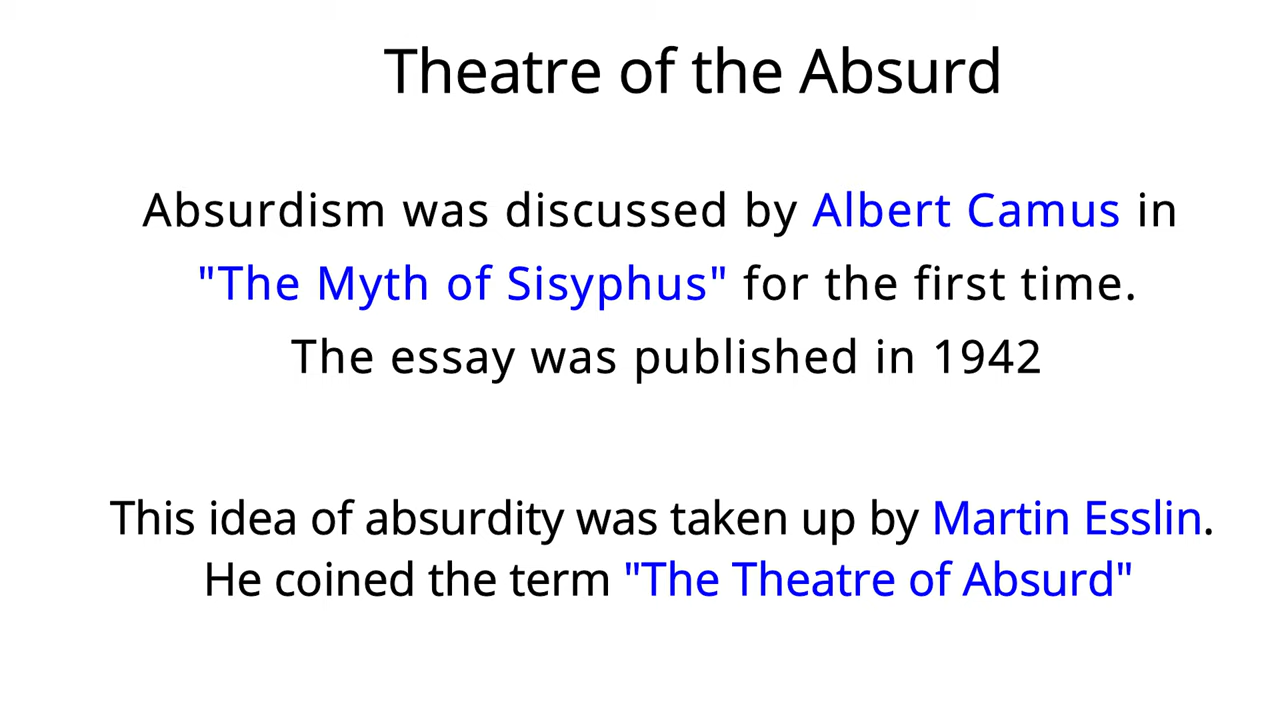 Theatre of the Absurd
Absurdism was discussed by Albert Camus in
"The Myth of Sisyphus" for the first time.
The essay was published in 1942
This idea of absurdity was taken up by Martin Esslin.
He coined the term "The Theatre of Absurd"